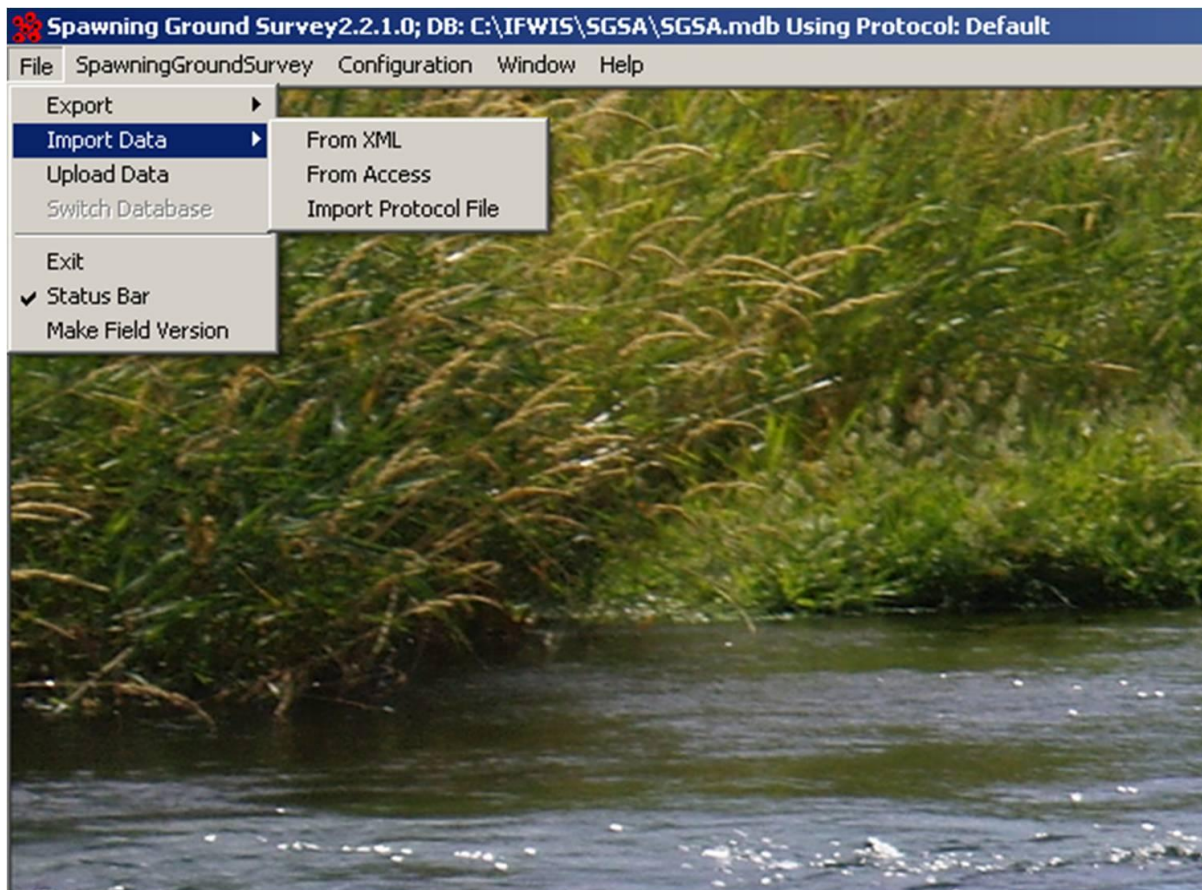 Spawning Ground Survey2.2.1.0; DB: C:\IFWIS\SGSA\SGSA.mdb Using Protocol: Default
File SpawningGroundSurvey Configuration Window Help
Export
Import Data
Upload Data
Switch Database
Exit
Status Bar
Make Field Version
From XML
From Access
Import Protocol File